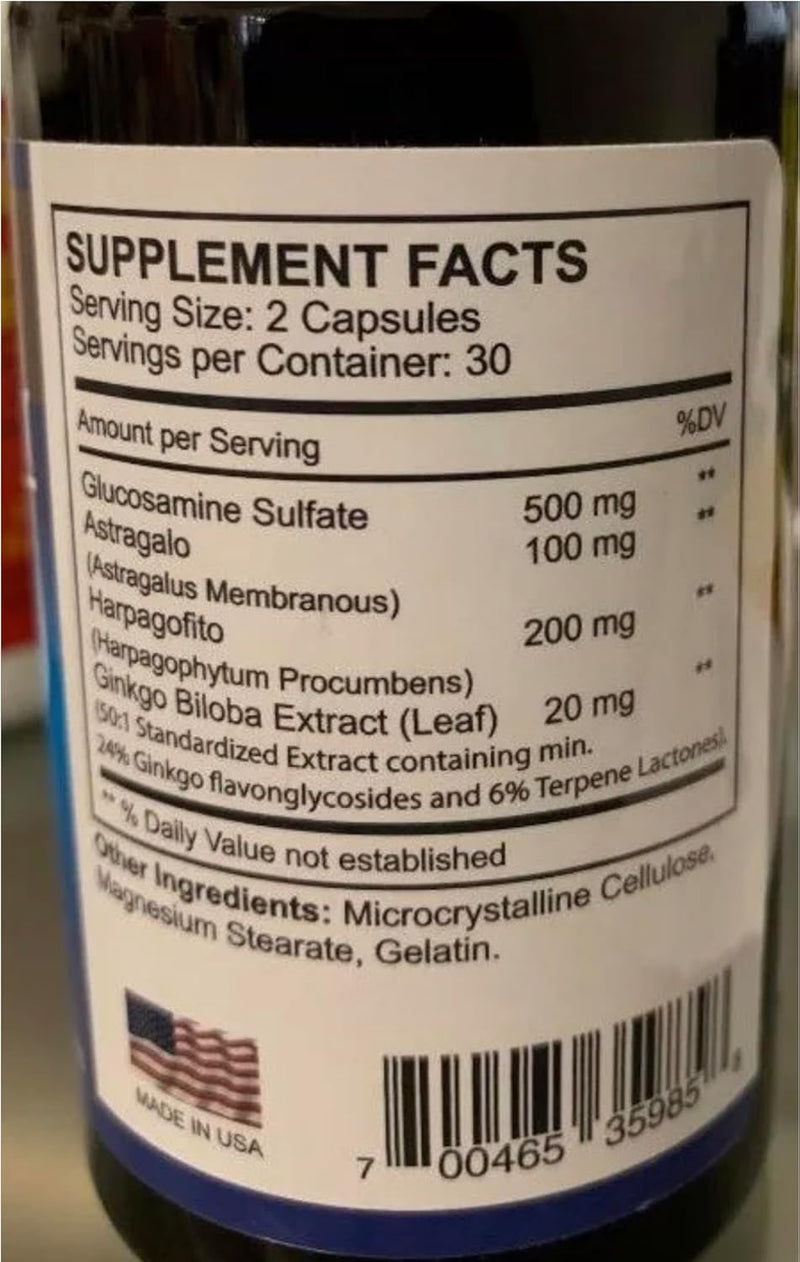 SUPPLEMENT FACTS
Serving Size: 2 Capsules
Servings per Container: 30
Amount per Serving %DV
Glucosamine Sulfate 500 mg **
Astragalo 100 mg **
(Astragalus Membranous)
Harpagofito 200 mg **
(Harpagophytum Procumbens)
Ginkgo Biloba Extract (Leaf) 20 mg **
(50:1 Standardized Extract containing min.
24% Ginkgo flavonglycosides and 6% Terpene Lactones).
** % Daily Value not established
Other Ingredients: Microcrystalline Cellulose,
Magnesium Stearate, Gelatin.
MADE IN USA
7 00465 35985 8